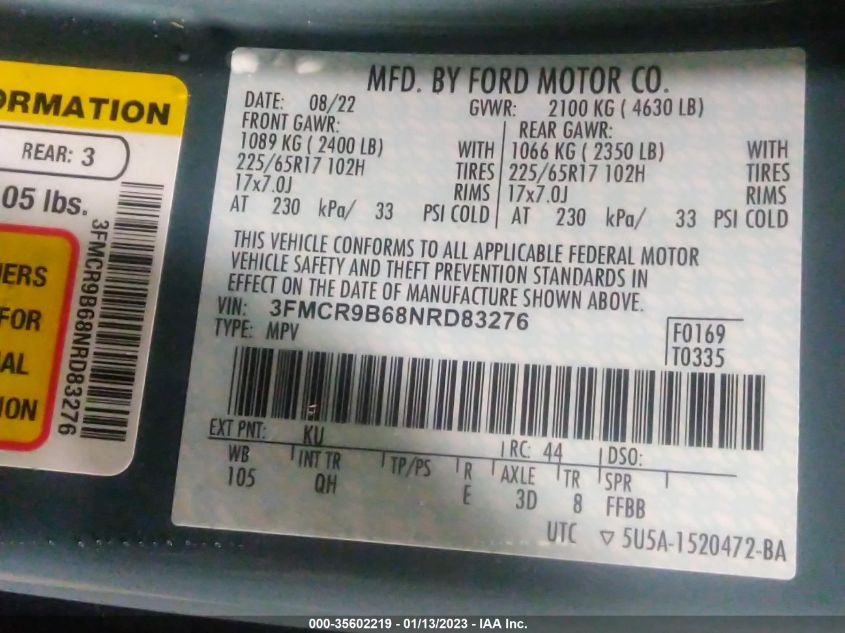 ORMATION
REAR: 3
05 lbs.
3FMCR9B68NRD83276
ERS
FOR
AL
ION
MFD. BY FORD MOTOR CO.
DATE: 08/22 GVWR: 2100 KG ( 4630 LB)
FRONT GAWR: REAR GAWR:
1089 KG ( 2400 LB) WITH 1066 KG ( 2350 LB) WITH
225/65R17 102H TIRES 225/65R17 102H TIRES
17x7.0J RIMS 17x7.0J RIMS
AT 230 kPa/ 33 PSI COLD AT 230 kPa/ 33 PSI COLD
THIS VEHICLE CONFORMS TO ALL APPLICABLE FEDERAL MOTOR
VEHICLE SAFETY AND THEFT PREVENTION STANDARDS IN
EFFECT ON THE DATE OF MANUFACTURE SHOWN ABOVE.
VIN: 3FMCR9B68NRD83276
TYPE: MPV
F0169
T0335
EXT PNT: KU RC: 44 DSO:
WB INT TR TP/PS R AXLE TR SPR
105 QH E 3D 8 FFBB
UTC ▽ 5U5A-1520472-BA
000-35602219 - 01/13/2023 - IAA Inc.